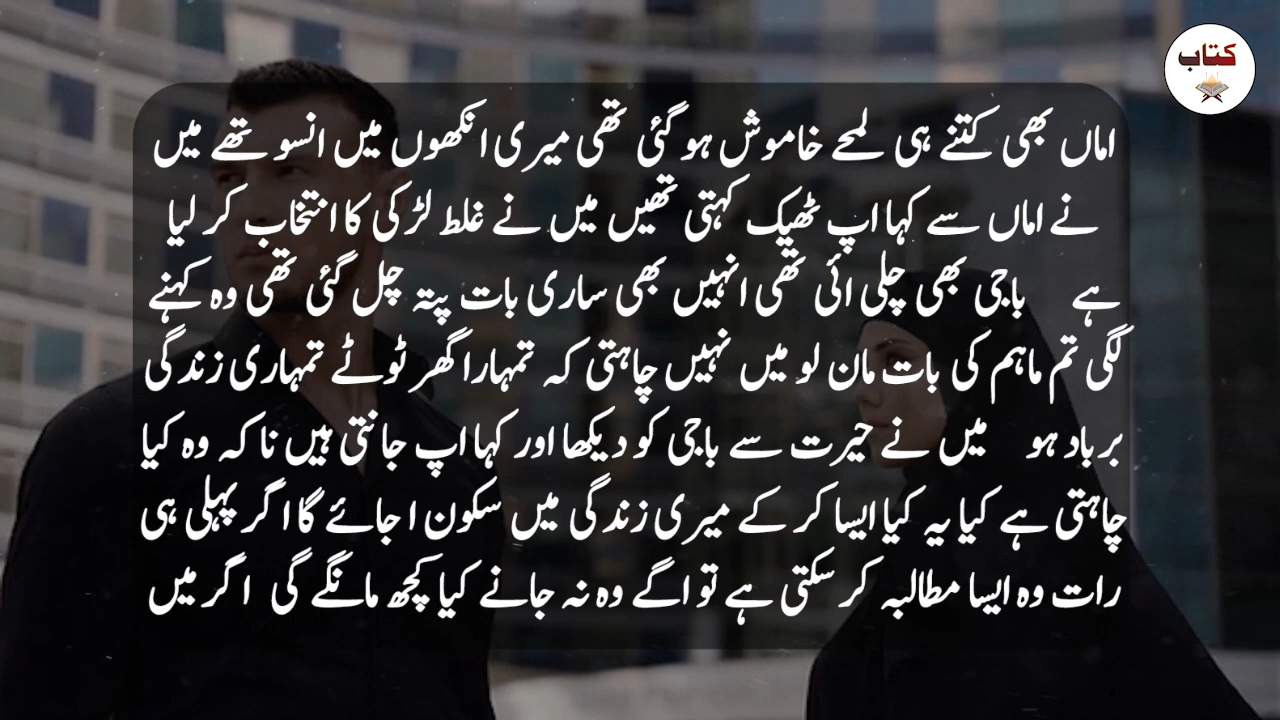 کتاب
اماں بھی کتنے ہی لمحے خاموش ہو گئی تھی میری انکھوں میں انسو تھے میں
نے اماں سے کہا اپ ٹھیک کہتی تھیں میں نے غلط لڑکی کا انتخاب کر لیا
ہے باجی بھی چلی ائی تھی انہیں بھی ساری بات پتہ چل گئی تھی وہ کہنے
لگی تم ماہم کی بات مان لو میں نہیں چاہتی کہ تمہارا گھر ٹوٹے تمہاری زندگی
برباد ہو میں نے حیرت سے باجی کو دیکھا اور کہا اپ جانتی ہیں نا کہ وہ کیا
چاہتی ہے کیا یہ کیا ایسا کر کے میری زندگی میں سکون ا جائے گا اگر پہلی ہی
رات وہ ایسا مطالبہ کر سکتی ہے تو اگے وہ نہ جانے کیا کچھ مانگے گی اگر میں